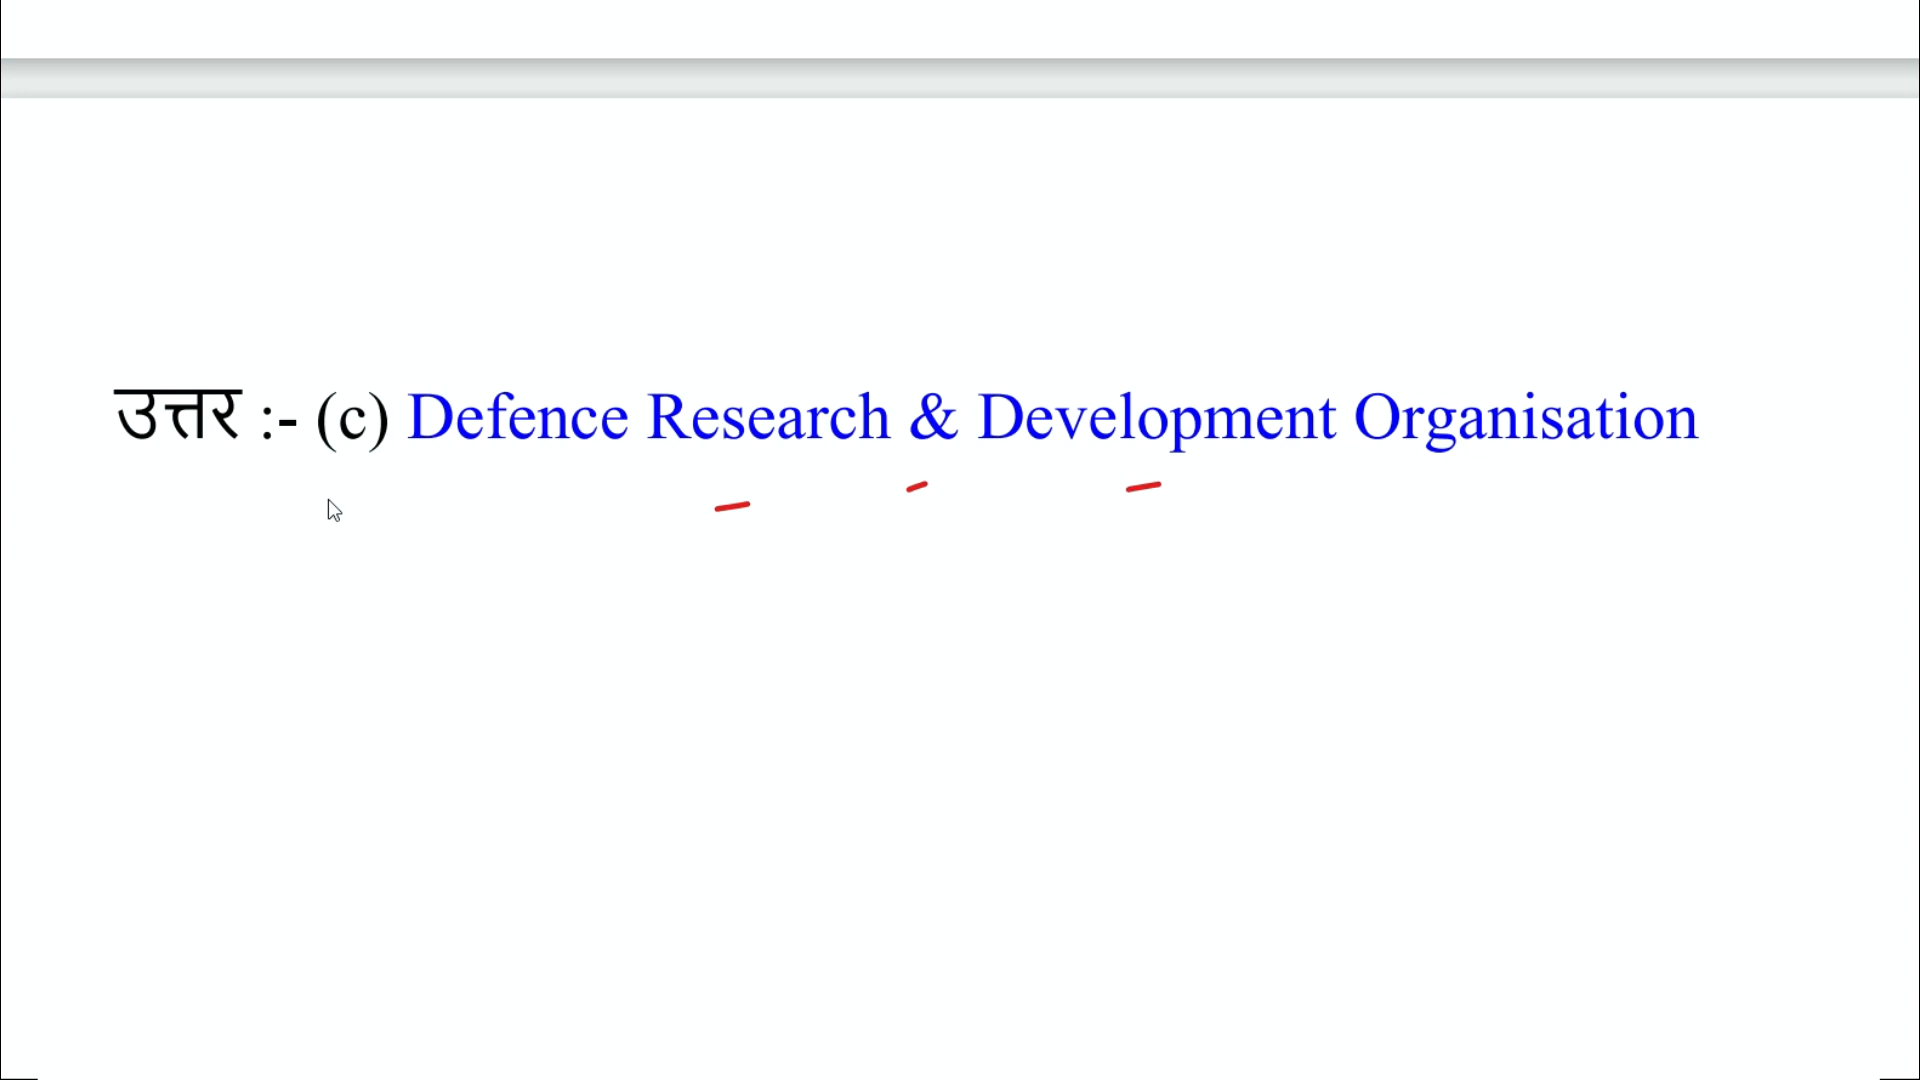 उत्तर :- (c) Defence Research & Development Organisation